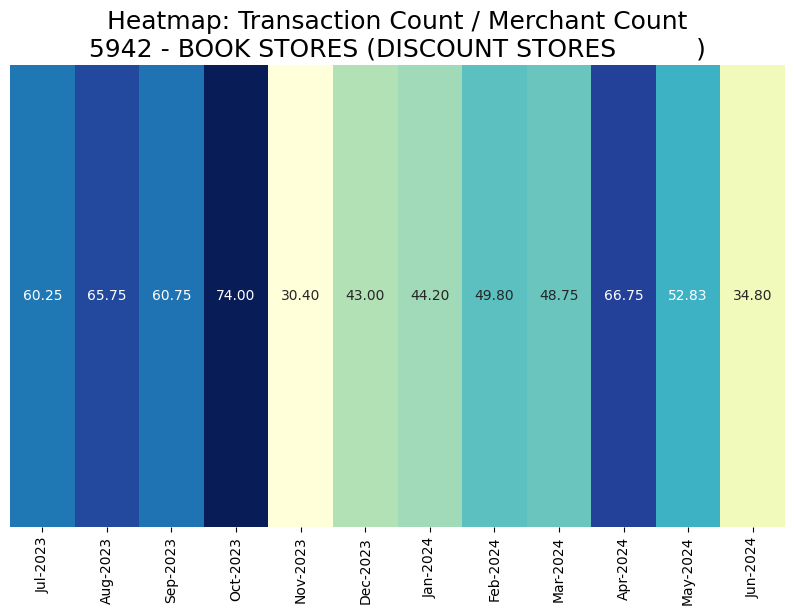 Heatmap: Transaction Count / Merchant Count
5942 - BOOK STORES (DISCOUNT STORES          )
60.25 65.75 60.75 74.00 30.40 43.00 44.20 49.80 48.75 66.75 52.83 34.80
Jul-2023 Aug-2023 Sep-2023 Oct-2023 Nov-2023 Dec-2023 Jan-2024 Feb-2024 Mar-2024 Apr-2024 May-2024 Jun-2024